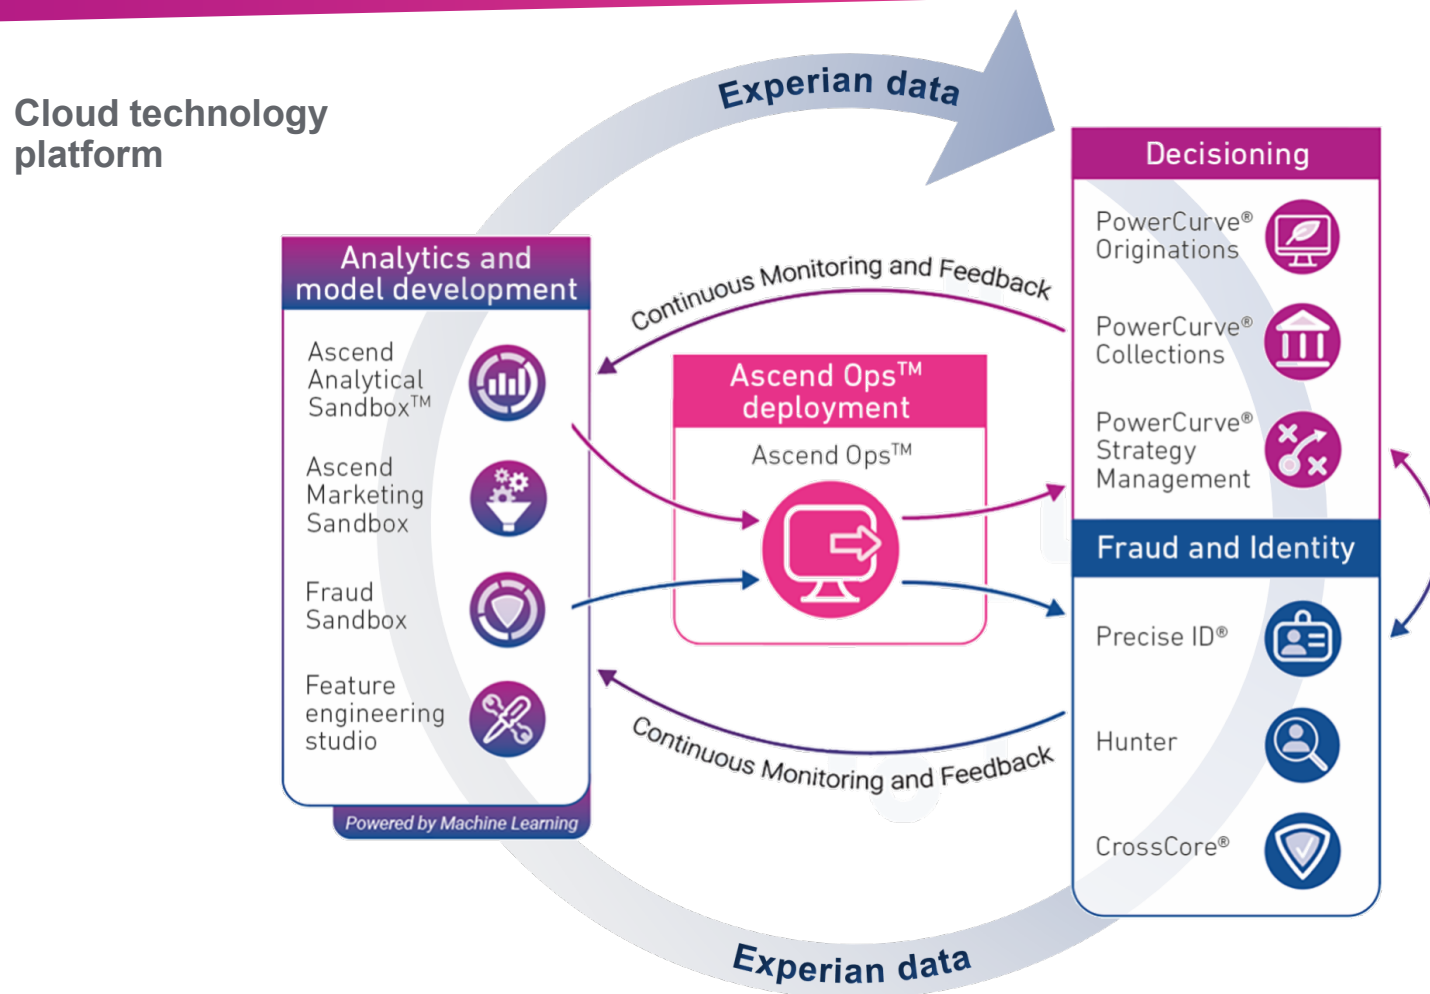 Cloud technology
platform
Experian data
Analytics and
model development
Ascend
Analytical
Sandbox™
Ascend
Marketing
Sandbox
Fraud
Sandbox
Feature
engineering
studio
Powered by Machine Learning
Continuous Monitoring and Feedback
Ascend Ops™
deployment
Ascend Ops™
Continuous Monitoring and Feedback
Decisioning
PowerCurve®
Originations
PowerCurve®
Collections
PowerCurve®
Strategy
Management
Fraud and Identity
Precise ID®
Hunter
CrossCore®
Experian data